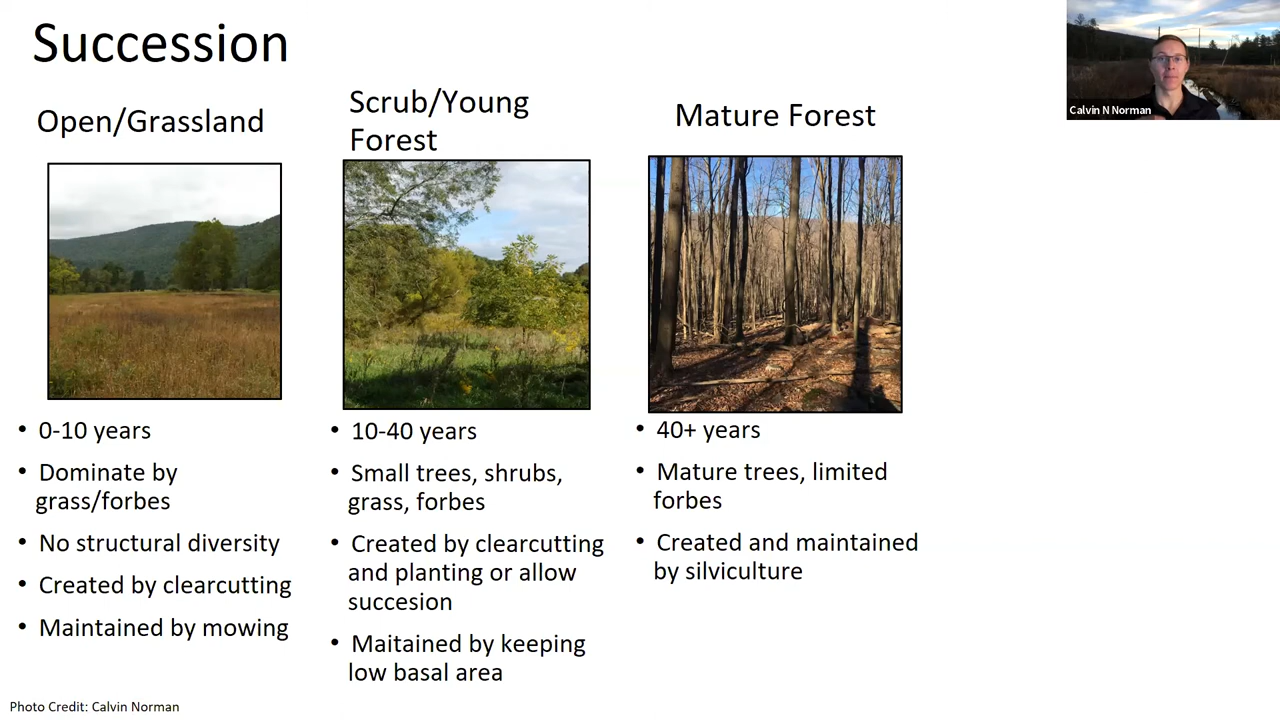 Succession
Calvin N Norman
Open/Grassland
• 0-10 years
• Dominate by
grass/forbes
• No structural diversity
• Created by clearcutting
• Maintained by mowing
Scrub/Young
Forest
• 10-40 years
• Small trees, shrubs,
grass, forbes
• Created by clearcutting
and planting or allow
succesion
• Maitained by keeping
low basal area
Mature Forest
• 40+ years
• Mature trees, limited
forbes
• Created and maintained
by silviculture
Photo Credit: Calvin Norman